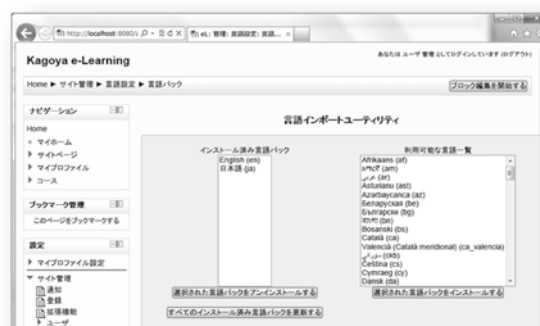 http://localhost:8080/
eL: 管理: 言語設定: 言語...
Kagoya e-Learning
あなたは ユーザ 管理 としてログインしています (ログアウト)
Home ► サイト管理 ► 言語設定 ► 言語パック
ブロック編集を開始する
ナビゲーション
Home
マイホーム
サイトページ
マイプロファイル
コース
ブックマーク管理
このページをブックマークする
設定
マイプロファイル設定
サイト管理
通知
登録
拡張機能
ユーザ
言語インポートユーティリティ
インストール済み言語パック
English (en)
日本語 (ja)
選択された言語パックをアンインストールする
すべてのインストール済み言語パックを更新する
利用可能な言語一覧
Afrikaans (af)
አማርኛ (am)
عربي (ar)
Asturianu (ast)
Azərbaycanca (az)
Беларуская (be)
Български (bg)
বাংলা (bn)
Bosanski (bs)
Català (ca)
Valencià (Català meridional) (ca_valencia)
سۆرانی (ckb)
Čeština (cs)
Cymraeg (cy)
Dansk (da)
選択された言語パックをインストールする